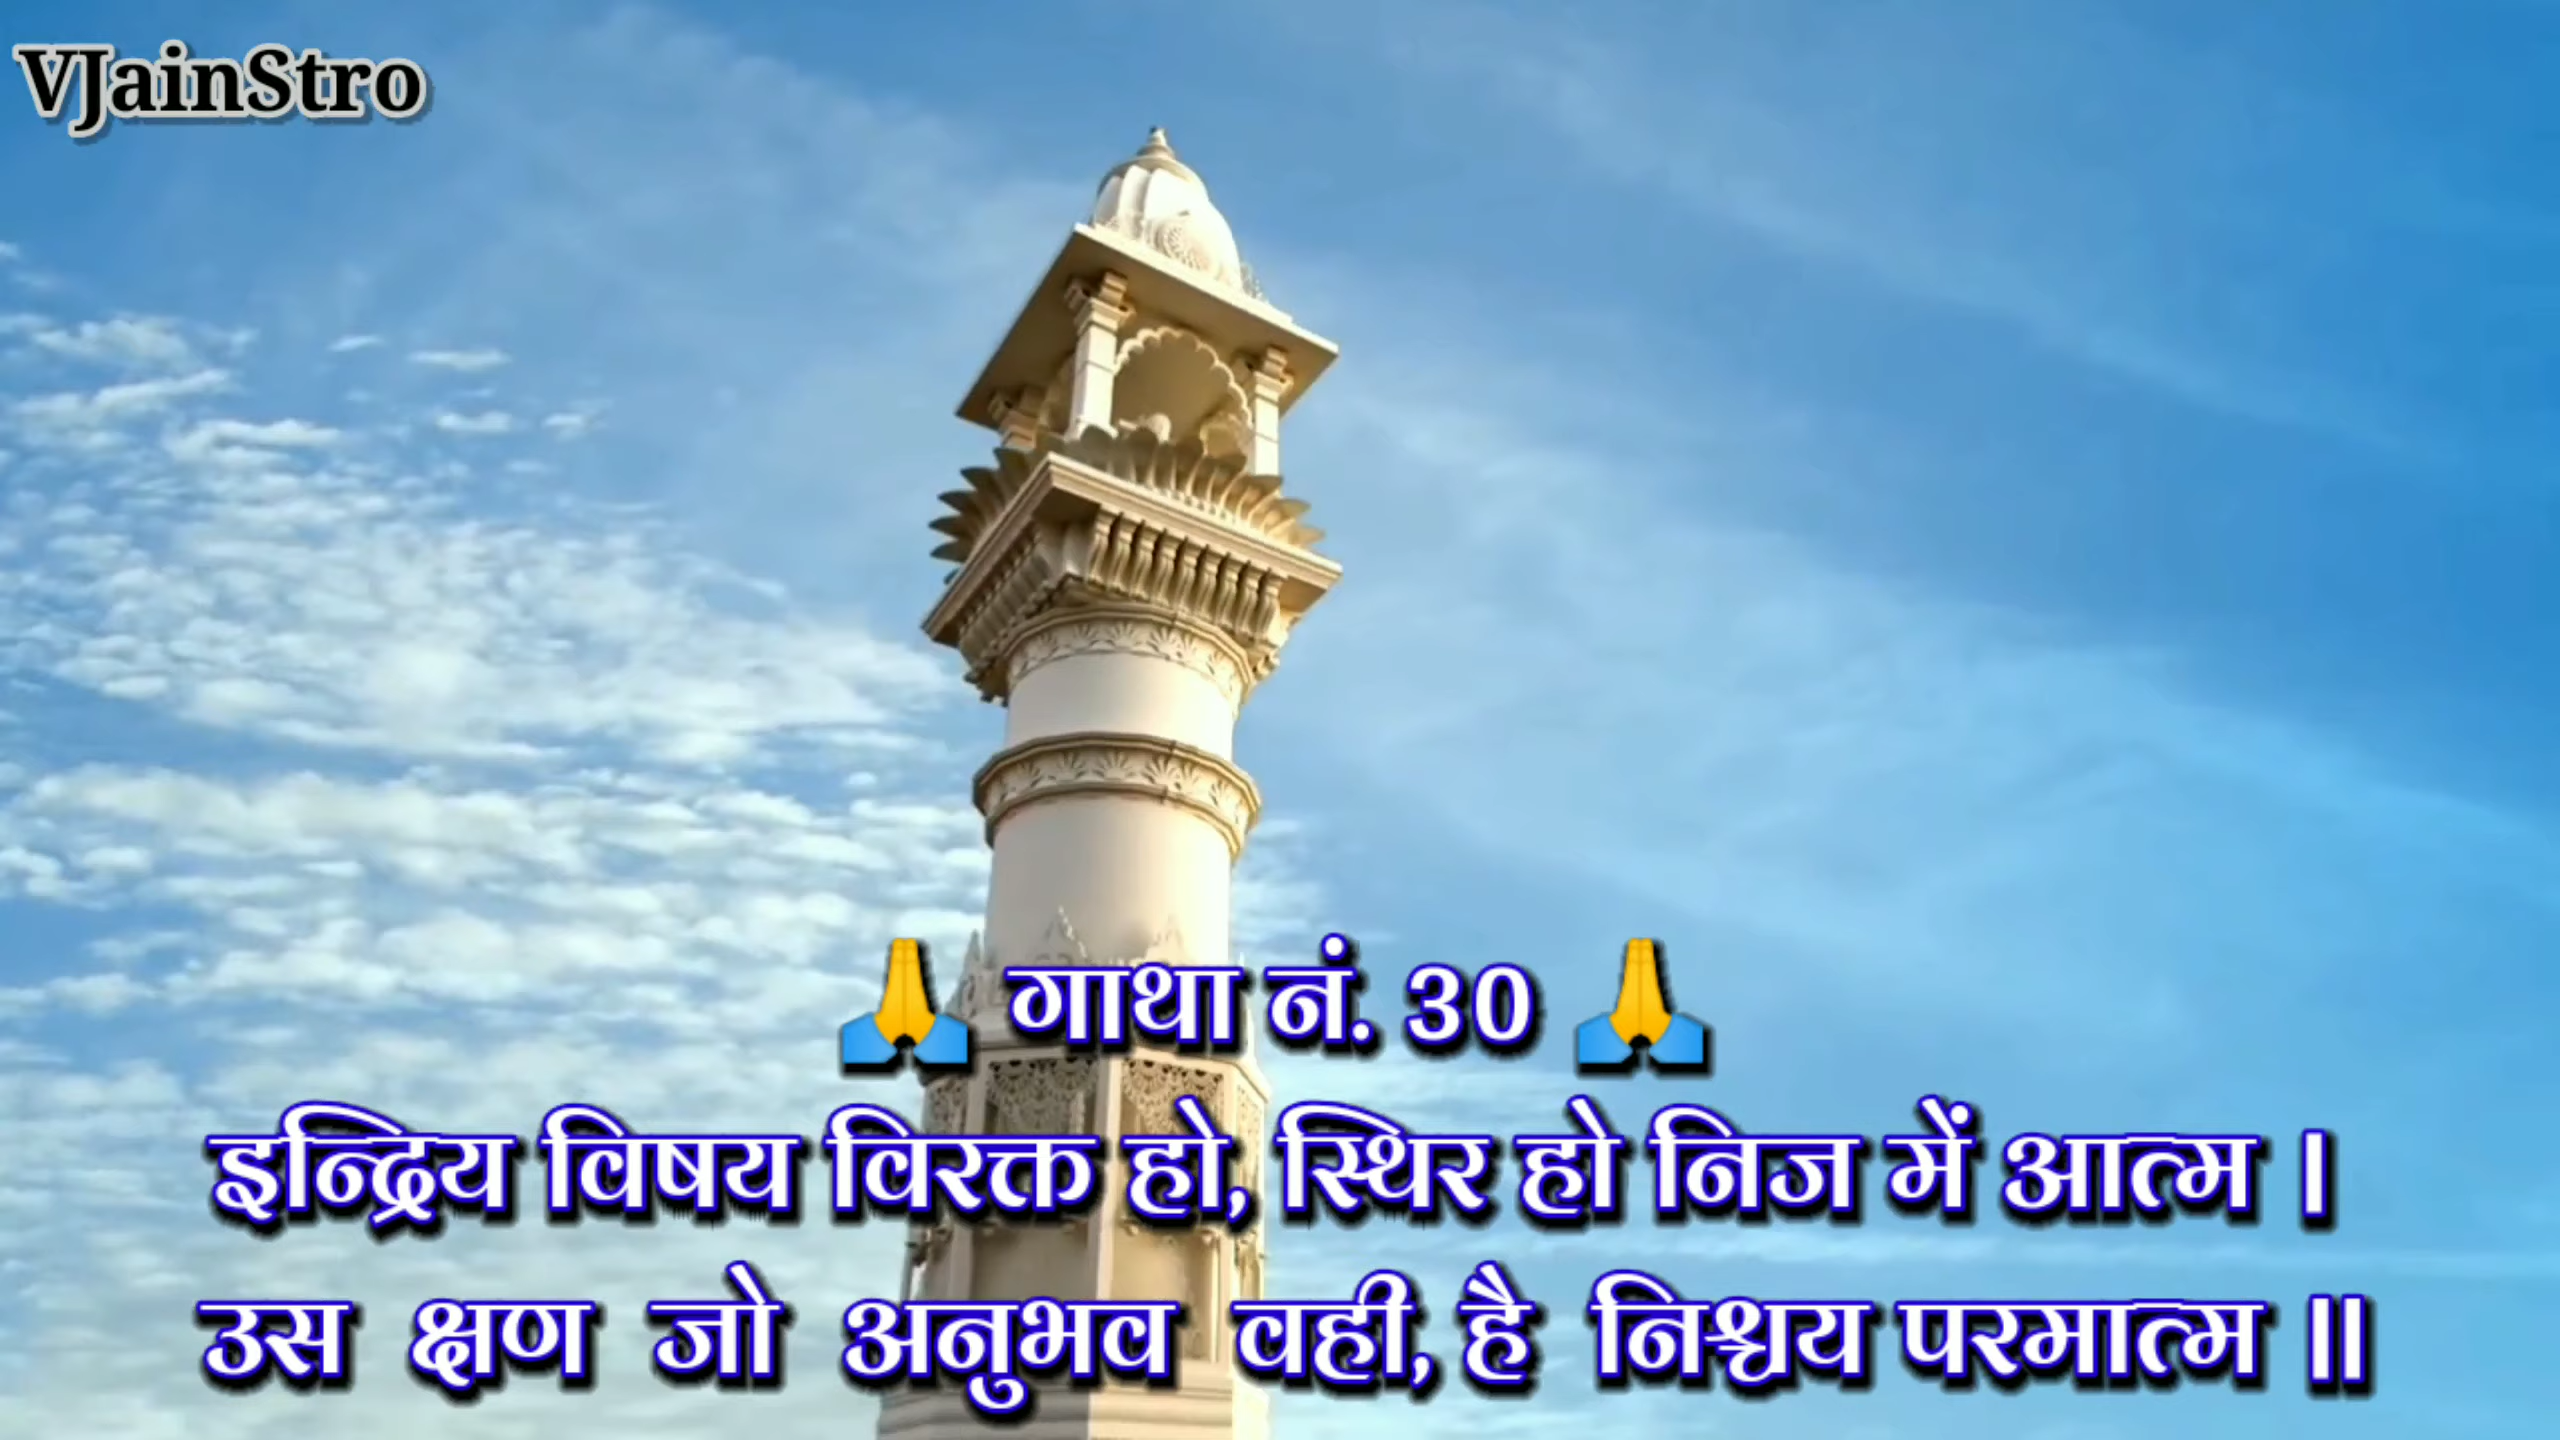 VJainStro
🙏 गाथा नं. 30 🙏
इन्द्रिय विषय विरक्त हो, स्थिर हो निज में आत्म ।
उस क्षण जो अनुभव वही, है निश्चय परमात्म ॥